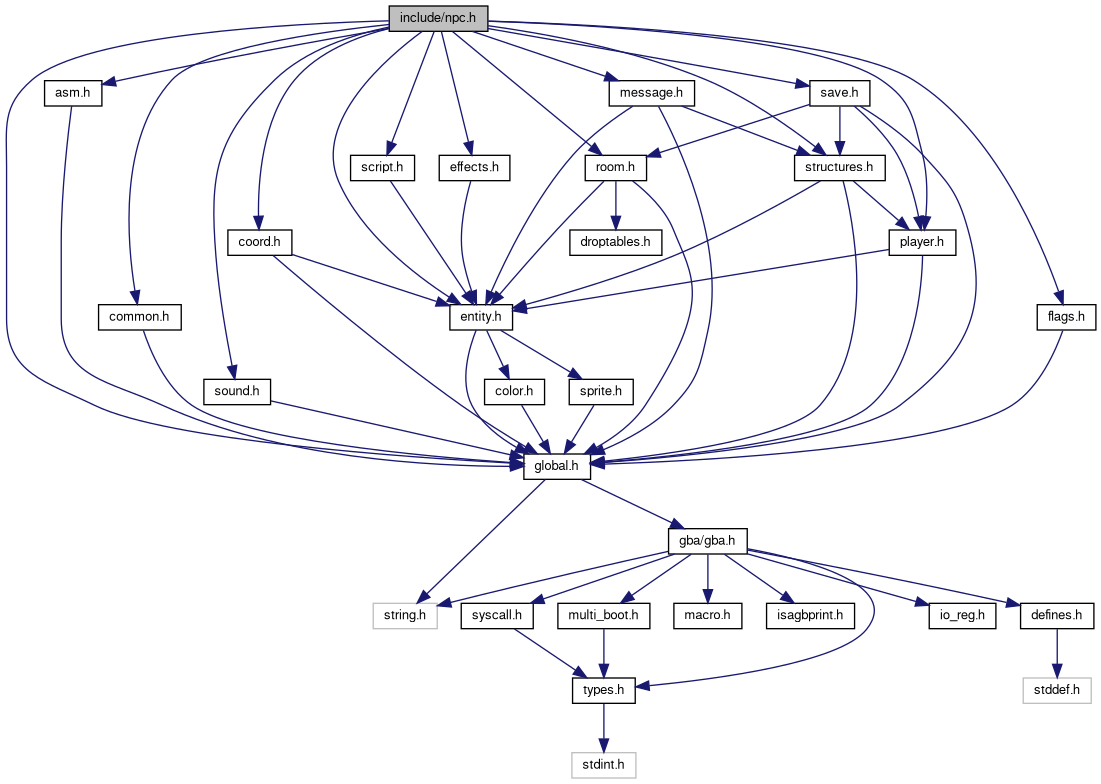 include/npc.h
asm.h
message.h
save.h
script.h
effects.h
room.h
structures.h
coord.h
droptables.h
player.h
common.h
entity.h
flags.h
sound.h
color.h
sprite.h
global.h
gba/gba.h
string.h
syscall.h
multi_boot.h
macro.h
isagbprint.h
io_reg.h
defines.h
types.h
stddef.h
stdint.h